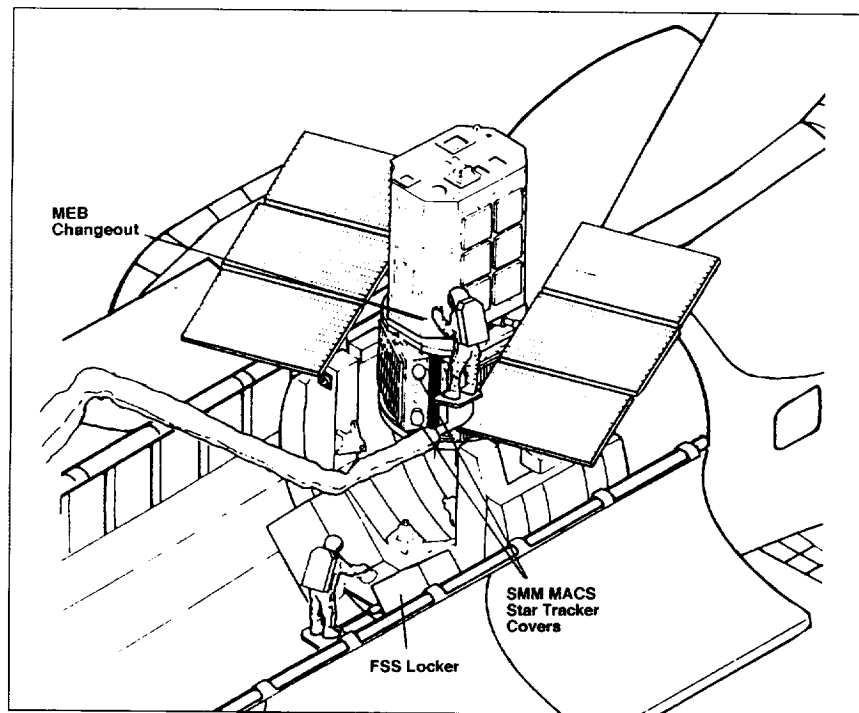 MEB
Changeout
SMM MACS
Star Tracker
Covers
FSS Locker